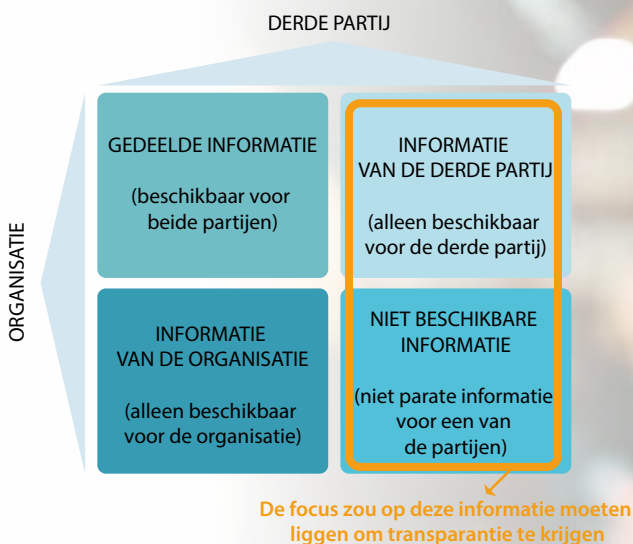 DERDE PARTIJ
ORGANISATIE
GEDEELDE INFORMATIE
(beschikbaar voor
beide partijen)
INFORMATIE
VAN DE DERDE PARTIJ
(alleen beschikbaar
voor de derde partij)
INFORMATIE
VAN DE ORGANISATIE
(alleen beschikbaar
voor de organisatie)
NIET BESCHIKBARE
INFORMATIE
(niet parate informatie
voor een van
de partijen)
De focus zou op deze informatie moeten
liggen om transparantie te krijgen